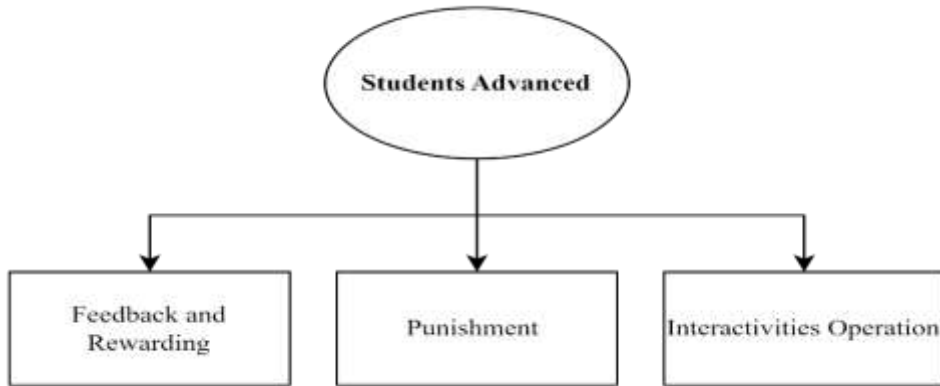 Students Advanced
Feedback and
Rewarding
Punishment
Interactivities Operation